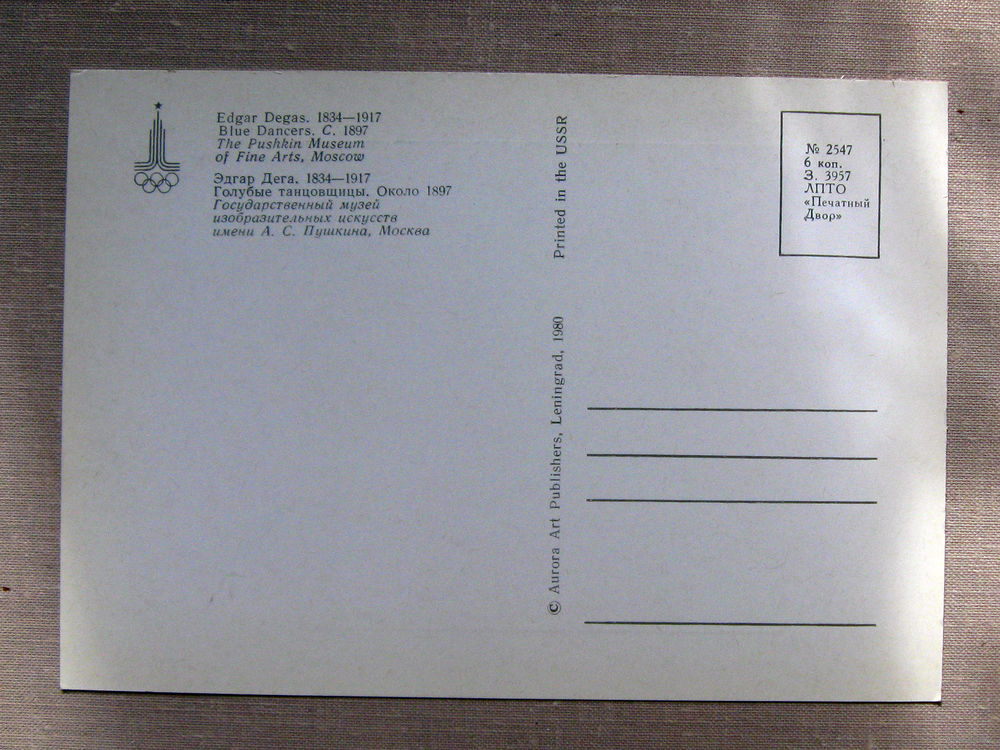 Edgar Degas. 1834—1917
Blue Dancers. C. 1897
The Pushkin Museum
of Fine Arts, Moscow
Эдгар Дега. 1834—1917
Голубые танцовщицы. Около 1897
Государственный музей
изобразительных искусств
имени А. С. Пушкина, Москва
© Aurora Art Publishers, Leningrad, 1980
Printed in the USSR
№ 2547
6 коп.
З. 3957
ЛПТО
«Печатный
Двор»